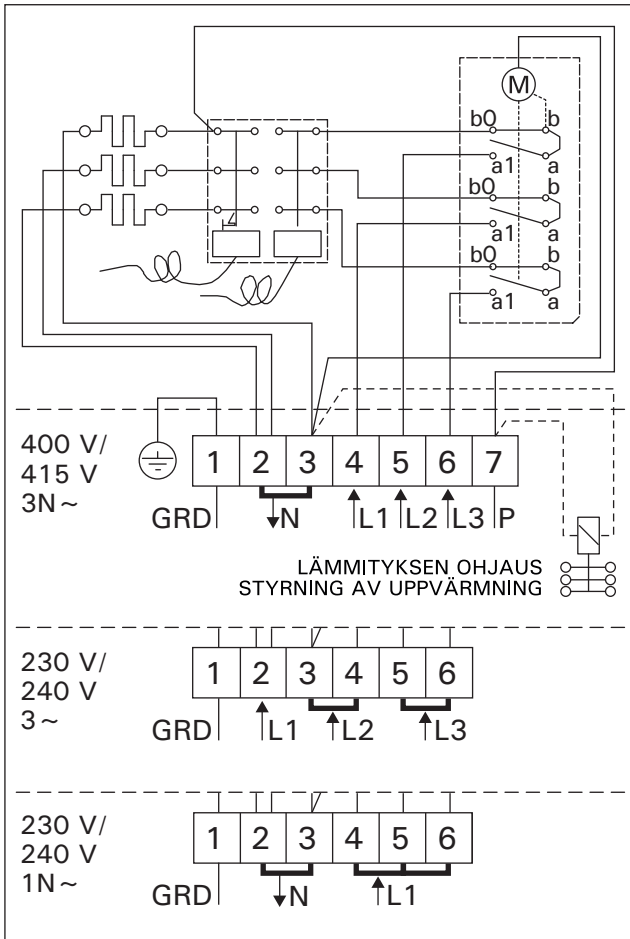 M
b0 b
a1 a
b0 b
a1 a
b0 b
a1 a
400 V/
415 V
3N~
1 2 3 4 5 6 7
GRD N L1 L2 L3 P
LÄMMITYKSEN OHJAUS
STYRNING AV UPPVÄRMNING
230 V/
240 V
3~
1 2 3 4 5 6
GRD L1 L2 L3
230 V/
240 V
1N~
1 2 3 4 5 6
GRD N L1